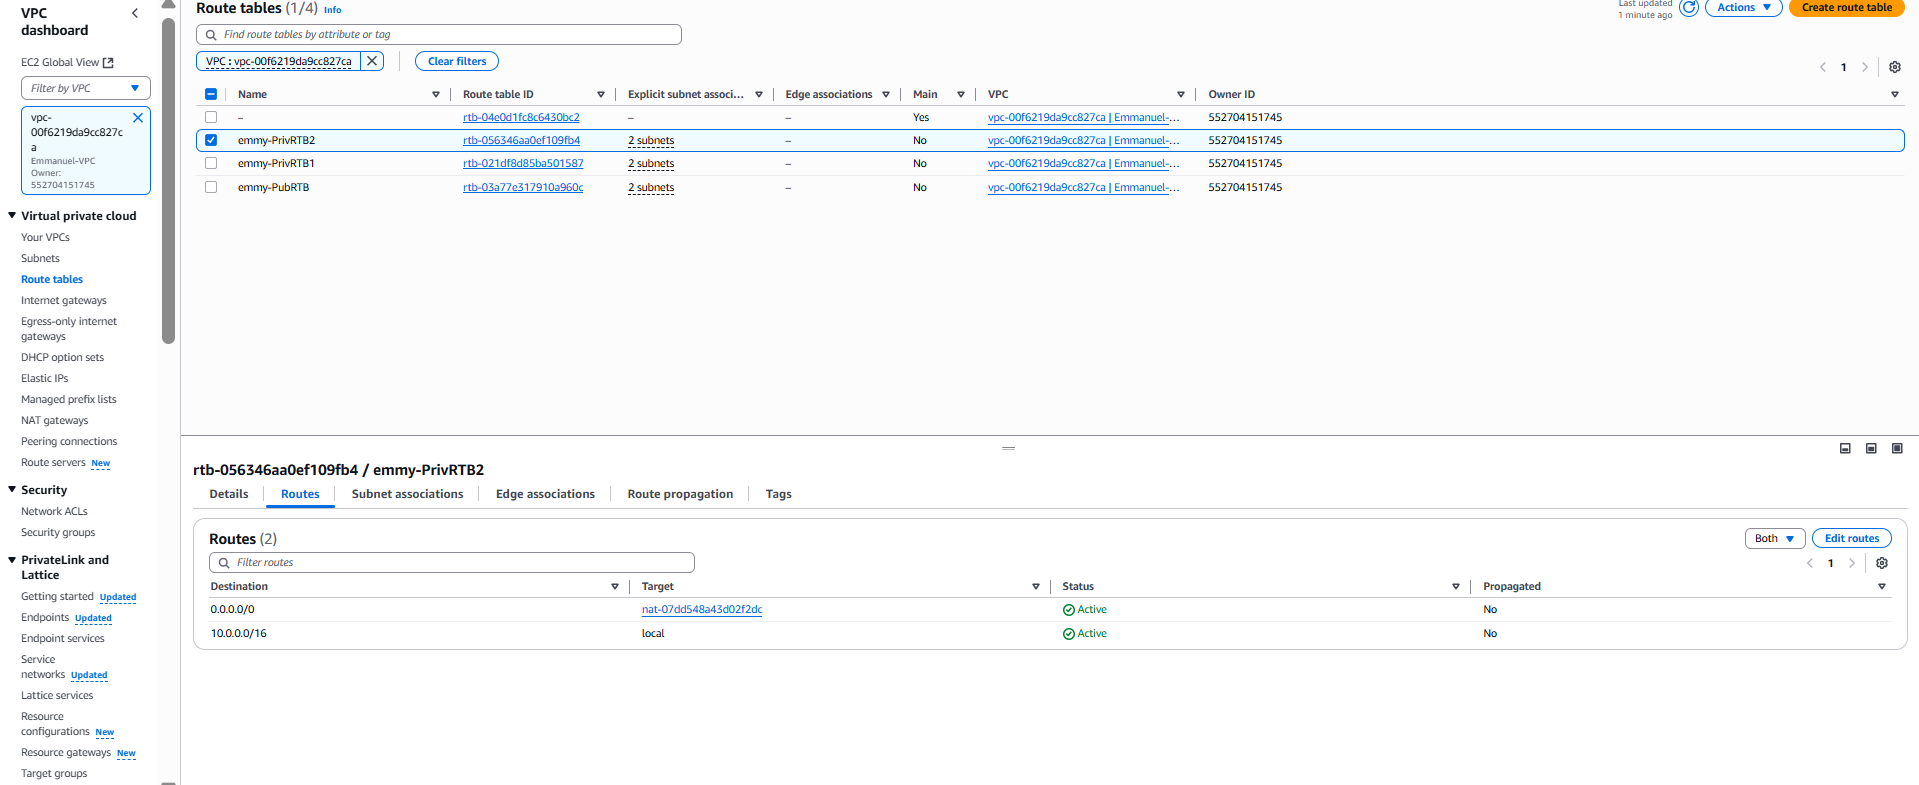 VPC
dashboard
EC2 Global View
Filter by VPC
vpc-
00f6219da9cc827c
a
Emmanuel-VPC
Owner:
552704151745
Virtual private cloud
Your VPCs
Subnets
Route tables
Internet gateways
Egress-only internet
gateways
DHCP option sets
Elastic IPs
Managed prefix lists
NAT gateways
Peering connections
Route servers New
Security
Network ACLs
Security groups
PrivateLink and
Lattice
Getting started Updated
Endpoints Updated
Endpoint services
Service
networks Updated
Lattice services
Resource
configurations New
Resource gateways New
Target groups
Route tables (1/4) Info
Last updated
1 minute ago
Actions
Create route table
Find route tables by attribute or tag
VPC : vpc-00f6219da9cc827ca
Clear filters
1
Name Route table ID Explicit subnet associ... Edge associations Main VPC Owner ID
– rtb-04e0d1fc8c6430bc2 – – Yes vpc-00f6219da9cc827ca | Emmanuel-... 552704151745
emmy-PrivRTB2 rtb-056346aa0ef109fb4 2 subnets – No vpc-00f6219da9cc827ca | Emmanuel-... 552704151745
emmy-PrivRTB1 rtb-021df8d85ba501587 2 subnets – No vpc-00f6219da9cc827ca | Emmanuel-... 552704151745
emmy-PubRTB rtb-03a77e317910a960c 2 subnets – No vpc-00f6219da9cc827ca | Emmanuel-... 552704151745
rtb-056346aa0ef109fb4 / emmy-PrivRTB2
Details Routes Subnet associations Edge associations Route propagation Tags
Routes (2)
Both
Edit routes
Filter routes
1
Destination Target Status Propagated
0.0.0.0/0 nat-07dd548a43d02f2dc Active No
10.0.0.0/16 local Active No